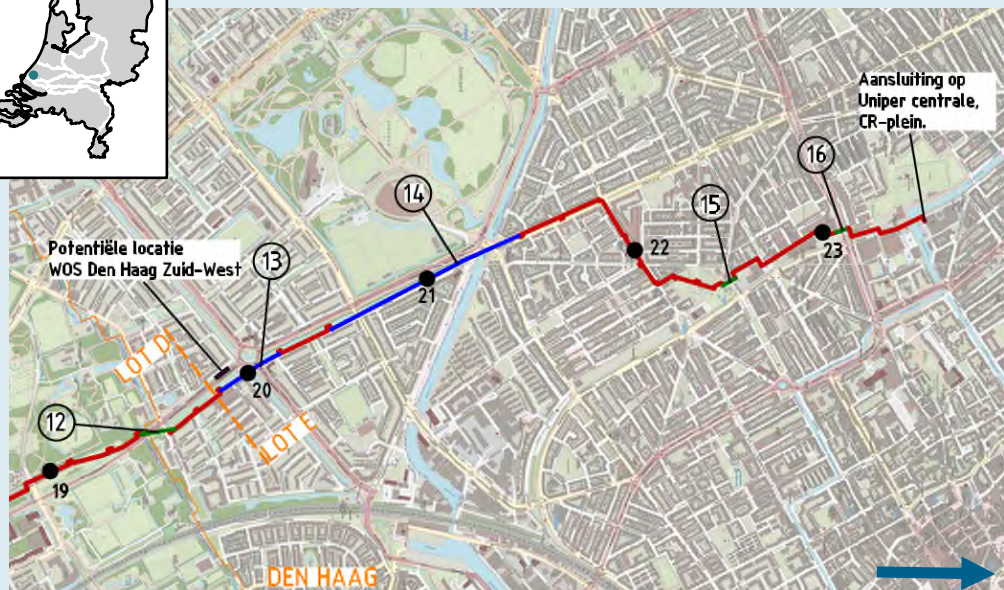 Aansluiting op
Uniper centrale,
CR-plein.
16
14
15
Potentiële locatie
WOS Den Haag Zuid-West
13
22
23
21
LOT D
20
12
LOT E
19
DEN HAAG